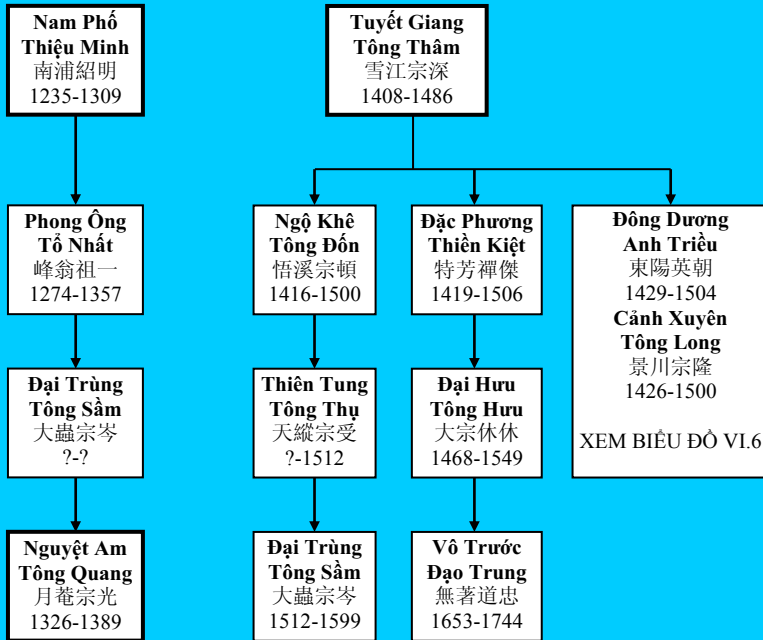 Nam Phố
Thiệu Minh
南浦紹明
1235-1309
Tuyết Giang
Tông Thâm
雪江宗深
1408-1486
Phong Ông
Tổ Nhất
峰翁祖一
1274-1357
Ngộ Khê
Tông Đốn
悟溪宗頓
1416-1500
Đặc Phương
Thiền Kiệt
特芳禪傑
1419-1506
Đông Dương
Anh Triều
東陽英朝
1429-1504
Cảnh Xuyên
Tông Long
景川宗隆
1426-1500
XEM BIỂU ĐỒ VI.6
Đại Trùng
Tông Sầm
大蟲宗岑
?-?
Thiên Tung
Tông Thụ
天縱宗受
?-1512
Đại Hưu
Tông Hưu
大宗休休
1468-1549
Nguyệt Am
Tông Quang
月菴宗光
1326-1389
Đại Trùng
Tông Sầm
大蟲宗岑
1512-1599
Vô Trước
Đạo Trung
無著道忠
1653-1744